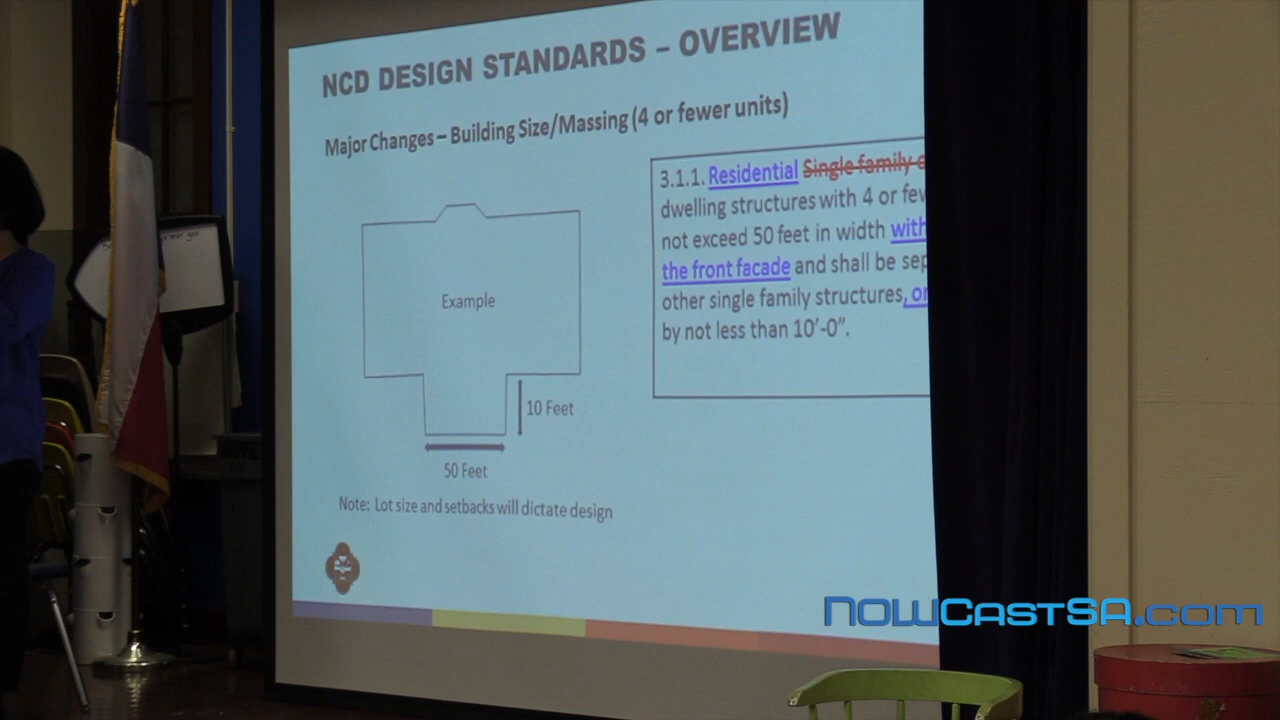 NCD DESIGN STANDARDS – OVERVIEW
Major Changes – Building Size/Massing (4 or fewer units)
3.1.1. Residential Single family
dwelling structures with 4 or
not exceed 50 feet in width with
the front facade and shall be
other single family structures,
by not less than 10'-0".
Example
10 Feet
50 Feet
Note: Lot size and setbacks will dictate design
NOWCastSA.com